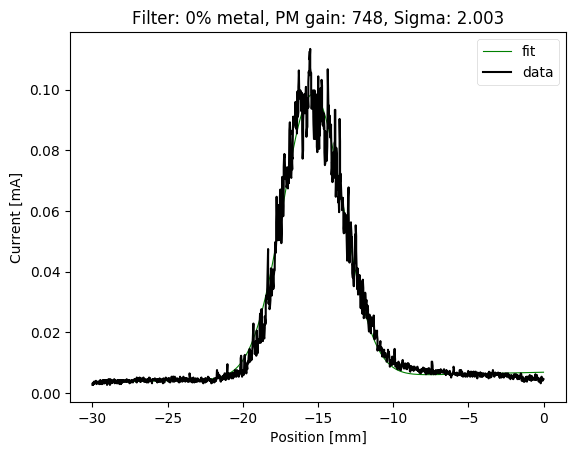 Filter: 0% metal, PM gain: 748, Sigma: 2.003
fit
data
Current [mA]
0.10
0.08
0.06
0.04
0.02
0.00
−30
−25
−20
−15
−10
−5
0
Position [mm]